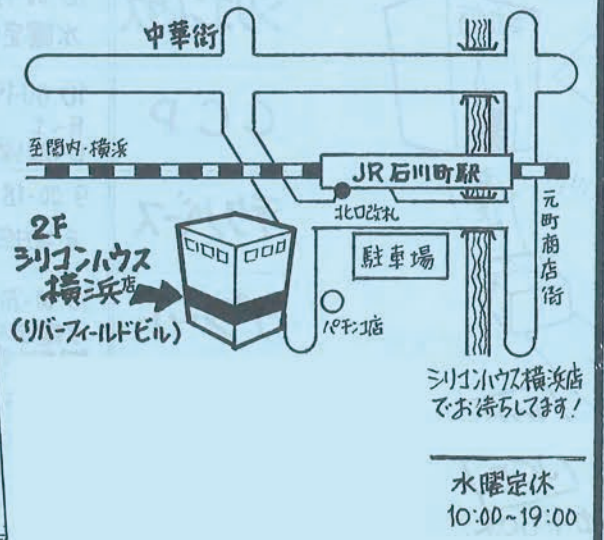 中華街
至関内・横浜
JR石川町駅
北口改札
元町商店街
2F
シリコンハウス
横浜店
(リバーフィールドビル)
駐車場
パチンコ店
シリコンハウス横浜店
でお待ちしてます!
水曜定休
10:00~19:00